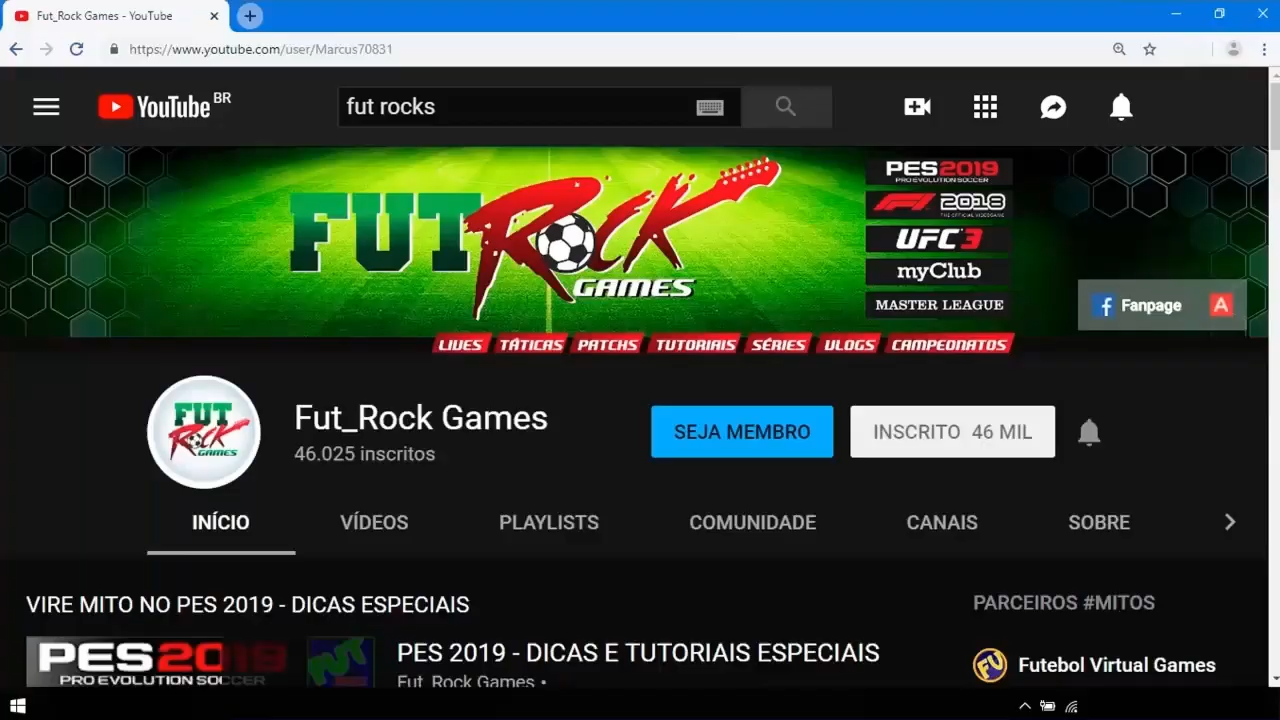 Fut_Rock Games - YouTube
https://www.youtube.com/user/Marcus70831
YouTube BR
fut rocks
FUT ROCK
GAMES
PES2019
PRO EVOLUTION SOCCER
F1 2018
THE OFFICIAL VIDEOGAME
UFC 3
myClub
MASTER LEAGUE
f Fanpage A
LIVES TÁTICAS PATCHS TUTORIAIS SÉRIES VLOGS CAMPEONATOS
FUT
ROCK
GAMES
Fut_Rock Games
46.025 inscritos
SEJA MEMBRO
INSCRITO 46 MIL
INÍCIO VÍDEOS PLAYLISTS COMUNIDADE CANAIS SOBRE
VIRE MITO NO PES 2019 - DICAS ESPECIAIS
PARCEIROS #MITOS
PES2019
PRO EVOLUTION SOCCER
FUT
PES 2019 - DICAS E TUTORIAIS ESPECIAIS
Fut_Rock Games •
FV
Futebol Virtual Games